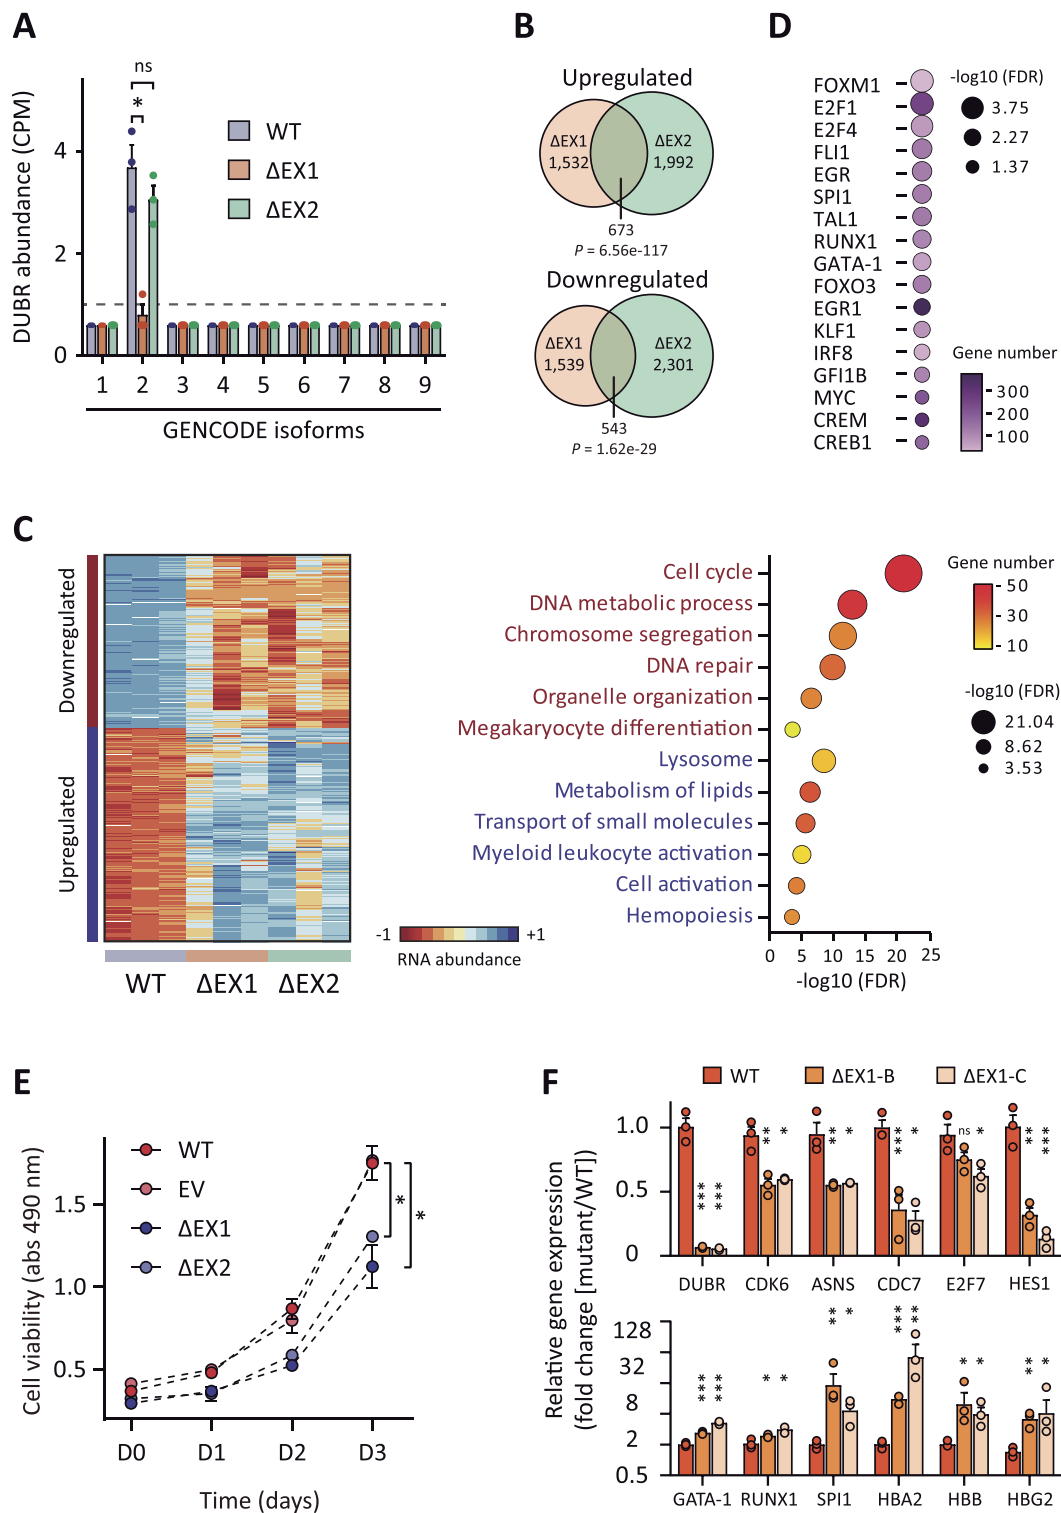 A
DUBR abundance (CPM)
4
2
0
ns
*
WT
ΔEX1
ΔEX2
1 2 3 4 5 6 7 8 9
GENCODE isoforms
B
Upregulated
ΔEX1
1,532
ΔEX2
1,992
673
P = 6.56e-117
Downregulated
ΔEX1
1,539
ΔEX2
2,301
543
P = 1.62e-29
D
FOXM1
E2F1
E2F4
FLI1
EGR
SPI1
TAL1
RUNX1
GATA-1
FOXO3
EGR1
KLF1
IRF8
GFI1B
MYC
CREM
CREB1
-log10 (FDR)
3.75
2.27
1.37
Gene number
300
200
100
C
Downregulated
Upregulated
WT ΔEX1 ΔEX2
-1 +1
RNA abundance
Cell cycle
DNA metabolic process
Chromosome segregation
DNA repair
Organelle organization
Megakaryocyte differentiation
Lysosome
Metabolism of lipids
Transport of small molecules
Myeloid leukocyte activation
Cell activation
Hemopoiesis
0 5 10 15 20 25
-log10 (FDR)
Gene number
50
30
10
-log10 (FDR)
21.04
8.62
3.53
E
Cell viability (abs 490 nm)
1.5
1.0
0.5
WT
EV
ΔEX1
ΔEX2
*
*
D0 D1 D2 D3
Time (days)
F
WT ΔEX1-B ΔEX1-C
Relative gene expression
(fold change [mutant/WT])
1.0
0.5
0
*** *** ** * ** * *** * ns * ** ***
DUBR CDK6 ASNS CDC7 E2F7 HES1
128
32
8
2
0.5
*** *** * * ** * *** ** * * ** *
GATA-1 RUNX1 SPI1 HBA2 HBB HBG2